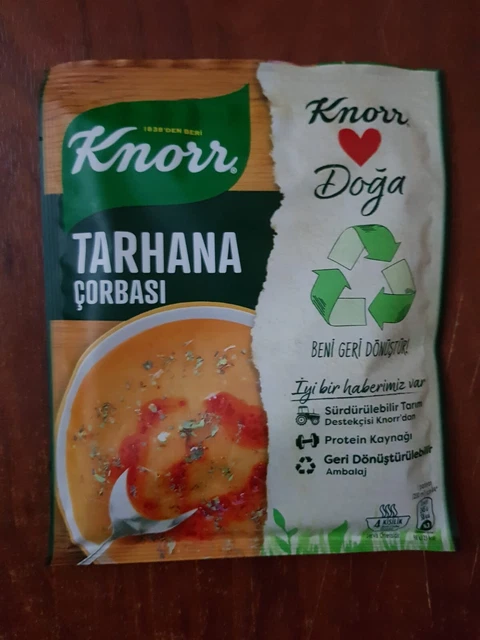 1838'DEN BERİ
Knorr
TARHANA
ÇORBASI
Knorr
Doğa
BENİ GERİ DÖNÜŞTÜR!
İyi bir haberimiz var
Sürdürülebilir Tarım
Destekçisi Knorr'dan
Protein Kaynağı
Geri Dönüştürülebilir
Ambalaj
4 KİŞİLİK